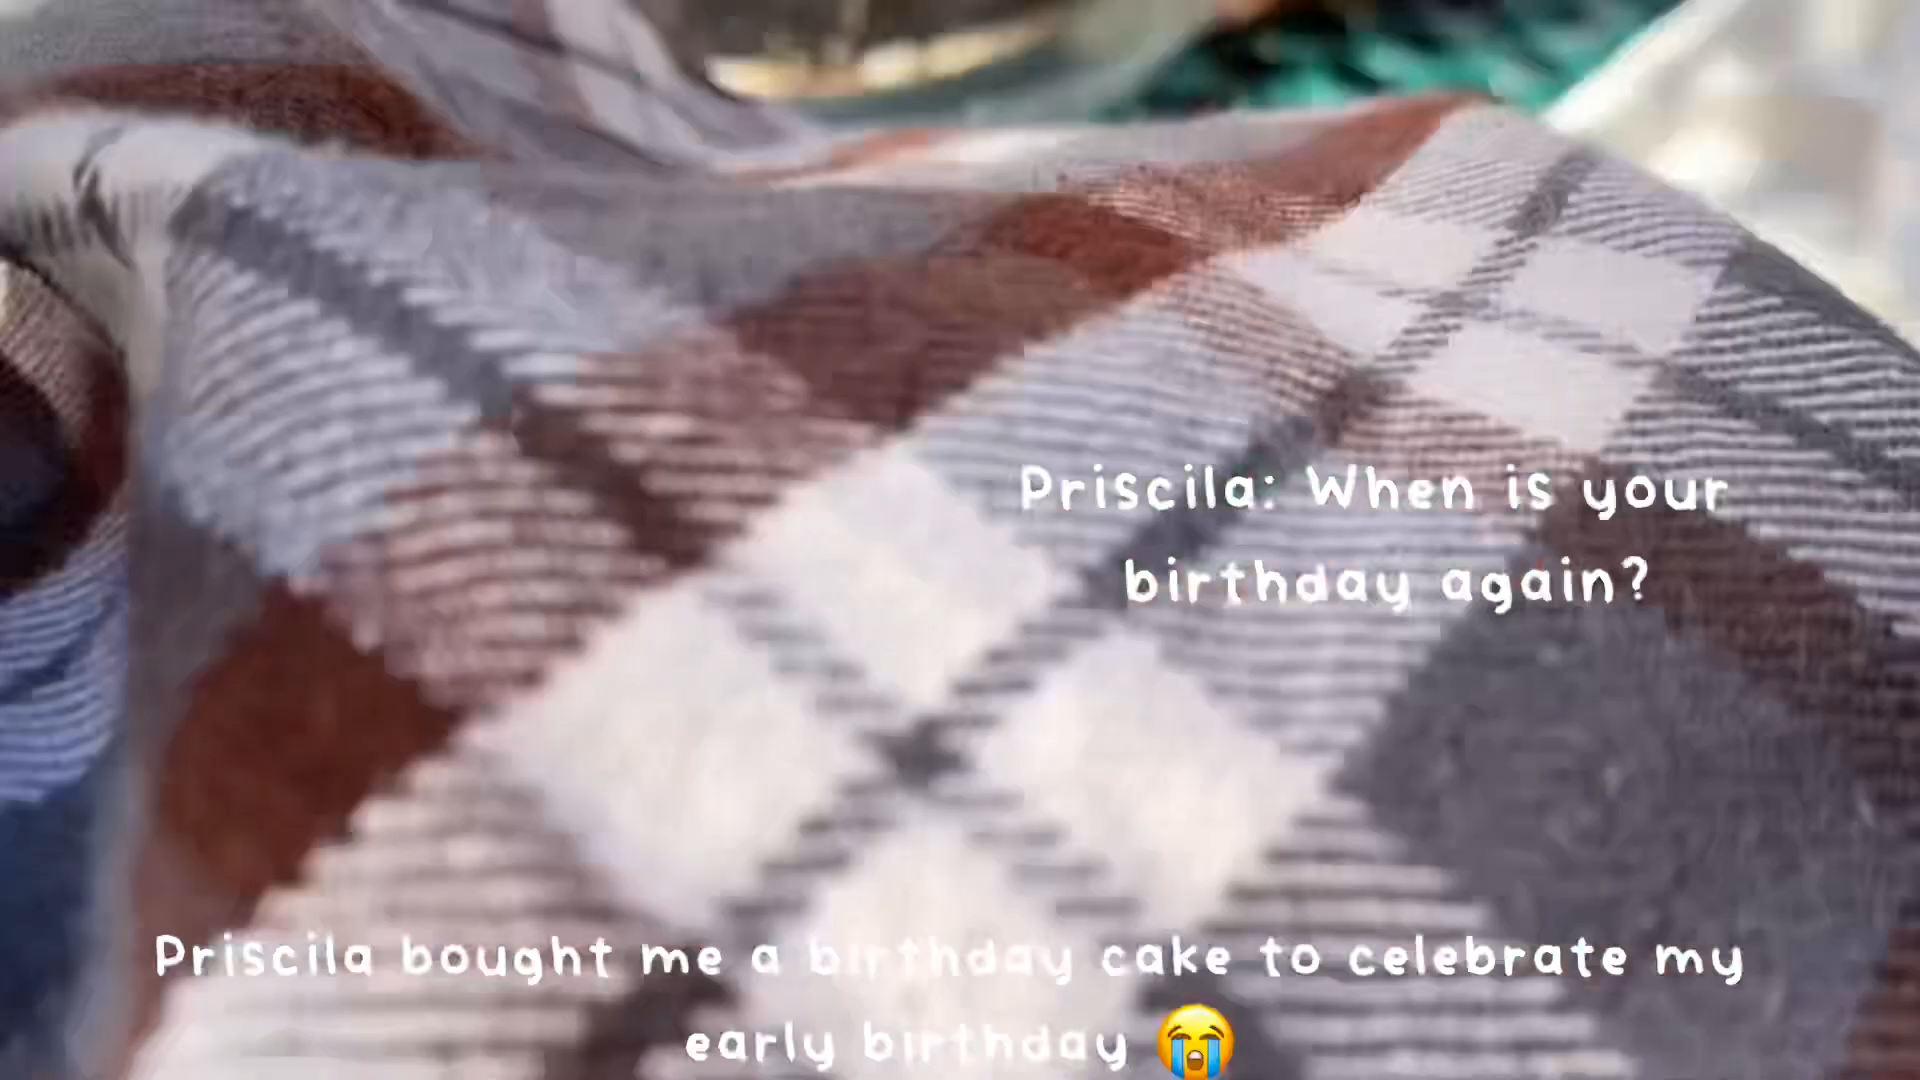 Priscila: When is your
birthday again?
Priscila bought me a birthday cake to celebrate my
early birthday 😭